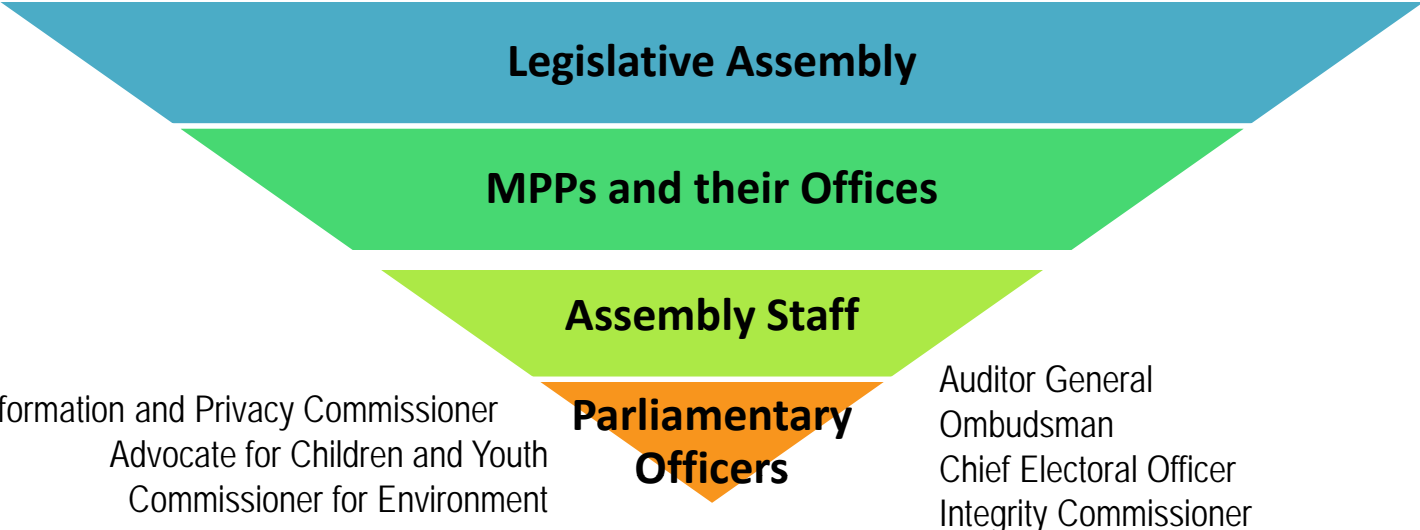 Legislative Assembly
MPPs and their Offices
Assembly Staff
Parliamentary
Officers
formation and Privacy Commissioner
Advocate for Children and Youth
Commissioner for Environment
Auditor General
Ombudsman
Chief Electoral Officer
Integrity Commissioner